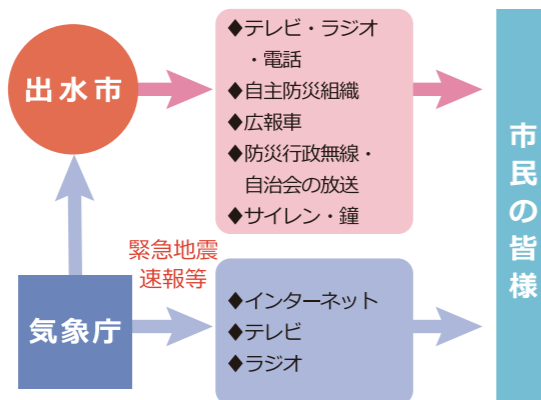 出水市
◆テレビ・ラジオ
・電話
◆自主防災組織
◆広報車
◆防災行政無線・
自治会の放送
◆サイレン・鐘
市民の皆様
緊急地震
速報等
気象庁
◆インターネット
◆テレビ
◆ラジオ